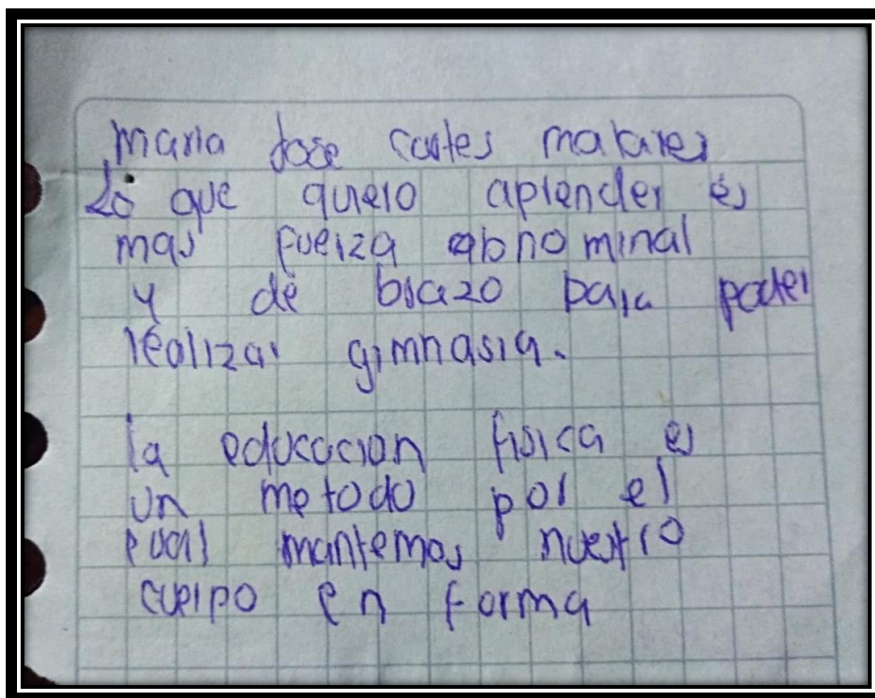 maria Jose cortes
Lo que quiero aprender es
mas fuerza abnominal
y de brazo para poder
realizar gimnasia.
la educacion fisica es
un metodo por el
cual mantemos nuestro
cuerpo en forma